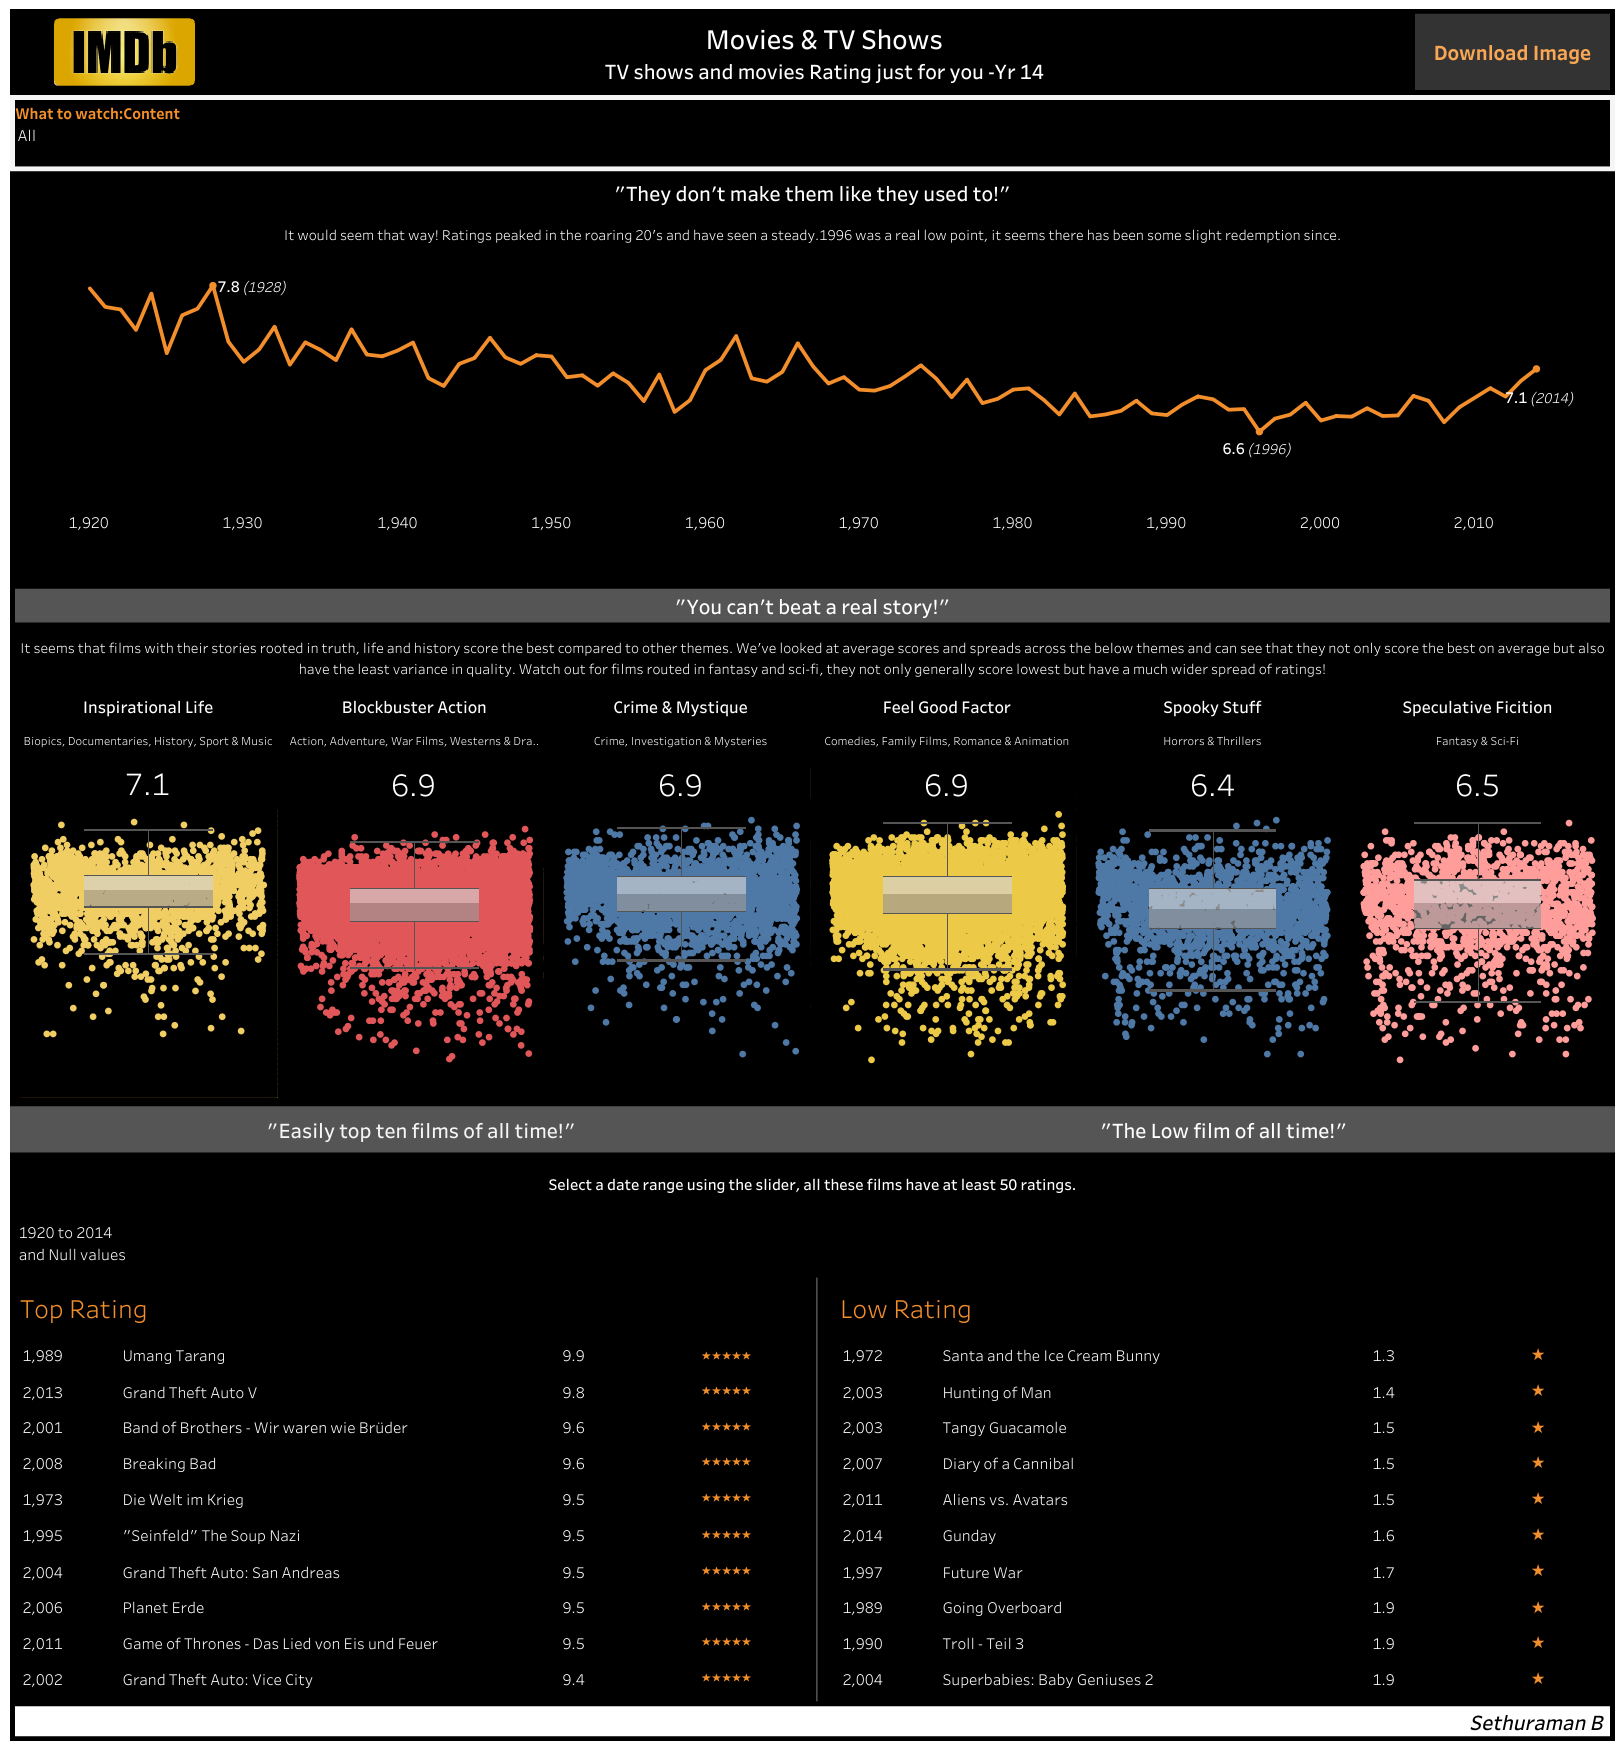 IMDb
Movies & TV Shows
TV shows and movies Rating just for you -Yr 14
Download Image
What to watch:Content
All
"They don't make them like they used to!"
It would seem that way! Ratings peaked in the roaring 20's and have seen a steady.1996 was a real low point, it seems there has been some slight redemption since.
7.8 (1928)
7.1 (2014)
6.6 (1996)
1,920 1,930 1,940 1,950 1,960 1,970 1,980 1,990 2,000 2,010
"You can't beat a real story!"
It seems that films with their stories rooted in truth, life and history score the best compared to other themes. We've looked at average scores and spreads across the below themes and can see that they not only score the best on average but also
have the least variance in quality. Watch out for films routed in fantasy and sci-fi, they not only generally score lowest but have a much wider spread of ratings!
Inspirational Life Blockbuster Action Crime & Mystique Feel Good Factor Spooky Stuff Speculative Ficition
Biopics, Documentaries, History, Sport & Music Action, Adventure, War Films, Westerns & Dra.. Crime, Investigation & Mysteries Comedies, Family Films, Romance & Animation Horrors & Thrillers Fantasy & Sci-Fi
7.1 6.9 6.9 6.9 6.4 6.5
"Easily top ten films of all time!" "The Low film of all time!"
Select a date range using the slider, all these films have at least 50 ratings.
1920 to 2014
and Null values
Top Rating
1,989 Umang Tarang 9.9 ★★★★★
2,013 Grand Theft Auto V 9.8 ★★★★★
2,001 Band of Brothers - Wir waren wie Brüder 9.6 ★★★★★
2,008 Breaking Bad 9.6 ★★★★★
1,973 Die Welt im Krieg 9.5 ★★★★★
1,995 "Seinfeld" The Soup Nazi 9.5 ★★★★★
2,004 Grand Theft Auto: San Andreas 9.5 ★★★★★
2,006 Planet Erde 9.5 ★★★★★
2,011 Game of Thrones - Das Lied von Eis und Feuer 9.5 ★★★★★
2,002 Grand Theft Auto: Vice City 9.4 ★★★★★
Low Rating
1,972 Santa and the Ice Cream Bunny 1.3 ★
2,003 Hunting of Man 1.4 ★
2,003 Tangy Guacamole 1.5 ★
2,007 Diary of a Cannibal 1.5 ★
2,011 Aliens vs. Avatars 1.5 ★
2,014 Gunday 1.6 ★
1,997 Future War 1.7 ★
1,989 Going Overboard 1.9 ★
1,990 Troll - Teil 3 1.9 ★
2,004 Superbabies: Baby Geniuses 2 1.9 ★
Sethuraman B